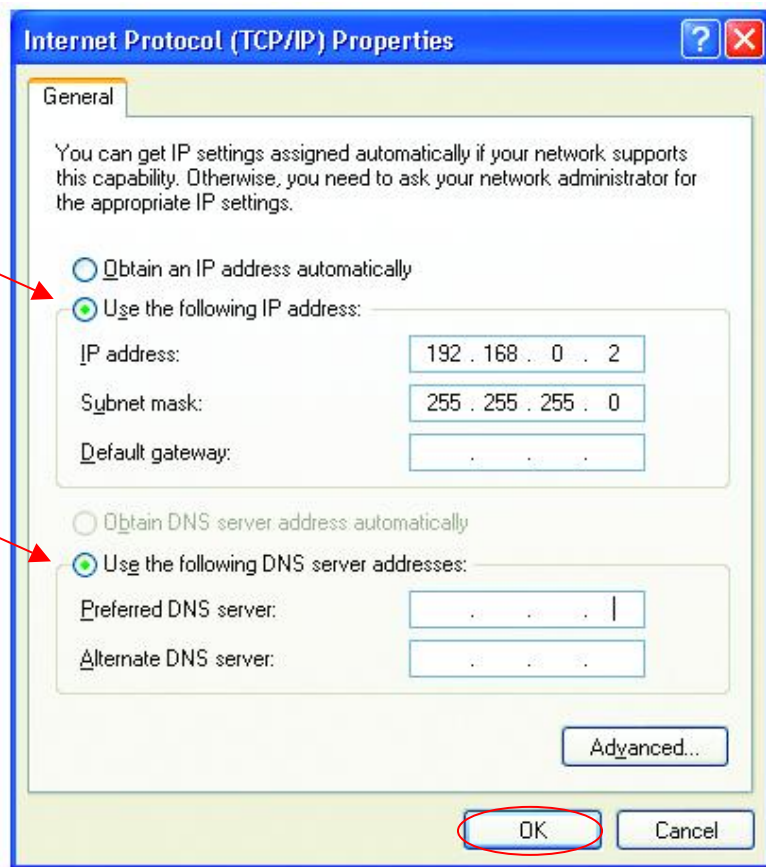 Internet Protocol (TCP/IP) Properties
General
You can get IP settings assigned automatically if your network supports
this capability. Otherwise, you need to ask your network administrator for
the appropriate IP settings.
Obtain an IP address automatically
Use the following IP address:
IP address: 192 . 168 . 0 . 2
Subnet mask: 255 . 255 . 255 . 0
Default gateway: . . .
Obtain DNS server address automatically
Use the following DNS server addresses:
Preferred DNS server: . . .
Alternate DNS server: . . .
Advanced...
OK Cancel